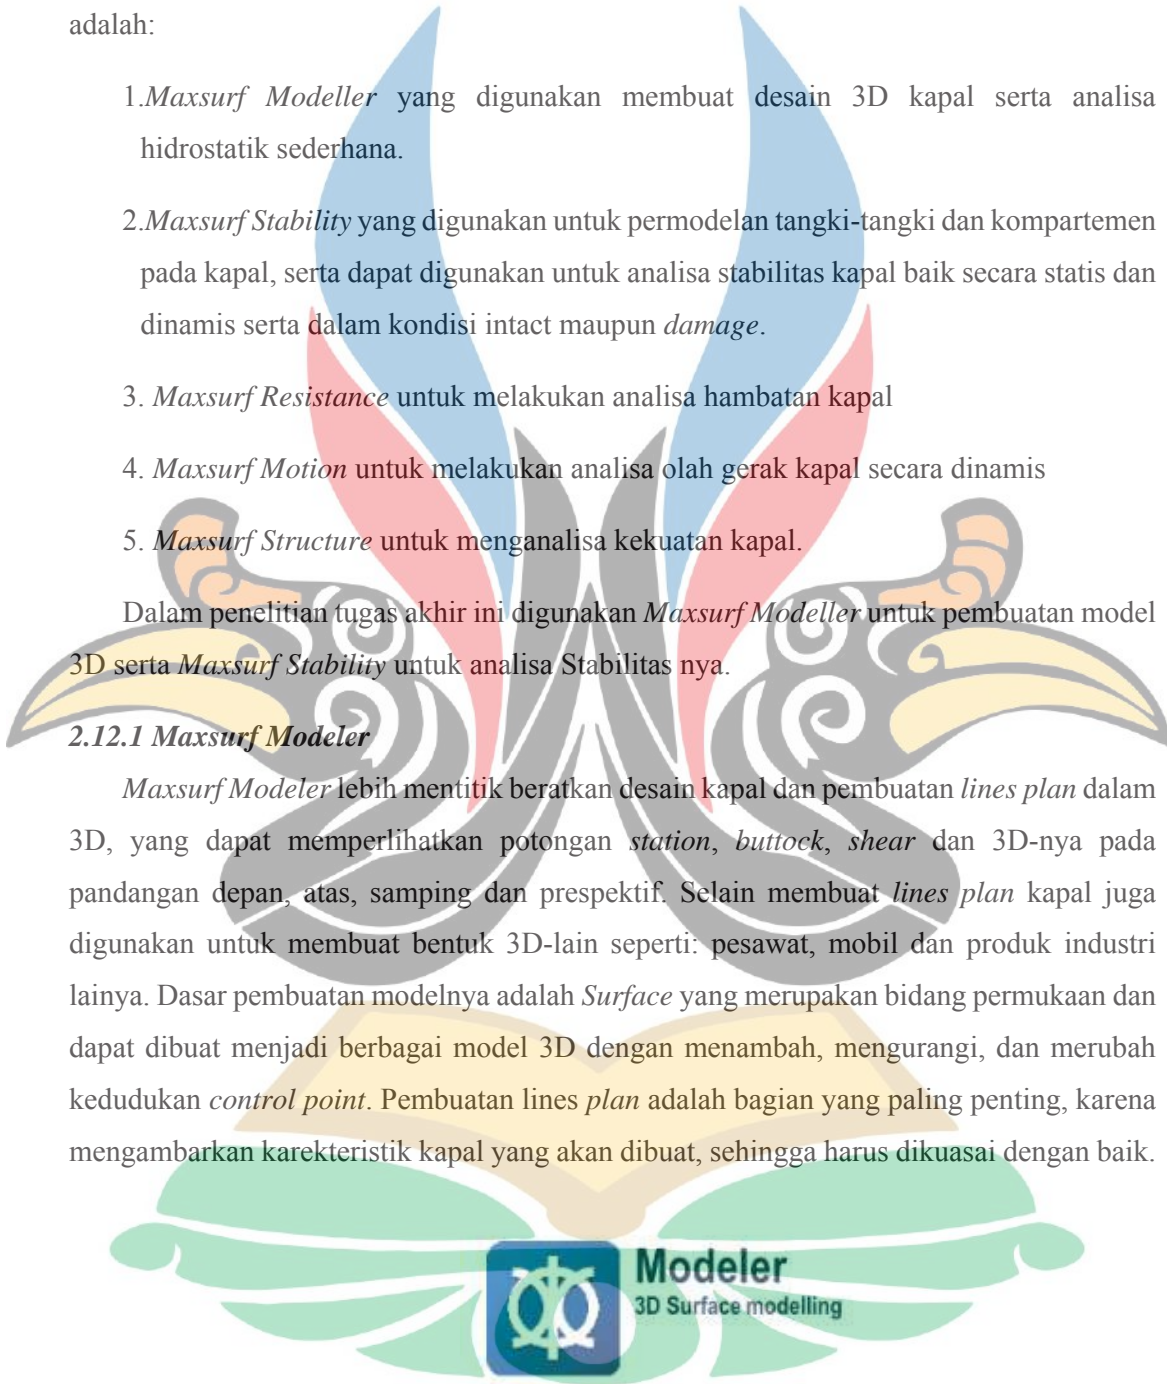 adalah:
1.Maxsurf Modeller yang digunakan membuat desain 3D kapal serta analisa
hidrostatik sederhana.
2.Maxsurf Stability yang digunakan untuk permodelan tangki-tangki dan kompartemen
pada kapal, serta dapat digunakan untuk analisa stabilitas kapal baik secara statis dan
dinamis serta dalam kondisi intact maupun damage.
3. Maxsurf Resistance untuk melakukan analisa hambatan kapal
4. Maxsurf Motion untuk melakukan analisa olah gerak kapal secara dinamis
5. Maxsurf Structure untuk menganalisa kekuatan kapal.
Dalam penelitian tugas akhir ini digunakan Maxsurf Modeller untuk pembuatan model
3D serta Maxsurf Stability untuk analisa Stabilitas nya.
2.12.1 Maxsurf Modeler
Maxsurf Modeler lebih mentitik beratkan desain kapal dan pembuatan lines plan dalam
3D, yang dapat memperlihatkan potongan station, buttock, shear dan 3D-nya pada
pandangan depan, atas, samping dan prespektif. Selain membuat lines plan kapal juga
digunakan untuk membuat bentuk 3D-lain seperti: pesawat, mobil dan produk industri
lainya. Dasar pembuatan modelnya adalah Surface yang merupakan bidang permukaan dan
dapat dibuat menjadi berbagai model 3D dengan menambah, mengurangi, dan merubah
kedudukan control point. Pembuatan lines plan adalah bagian yang paling penting, karena
mengambarkan karekteristik kapal yang akan dibuat, sehingga harus dikuasai dengan baik.
Modeler
3D Surface modelling